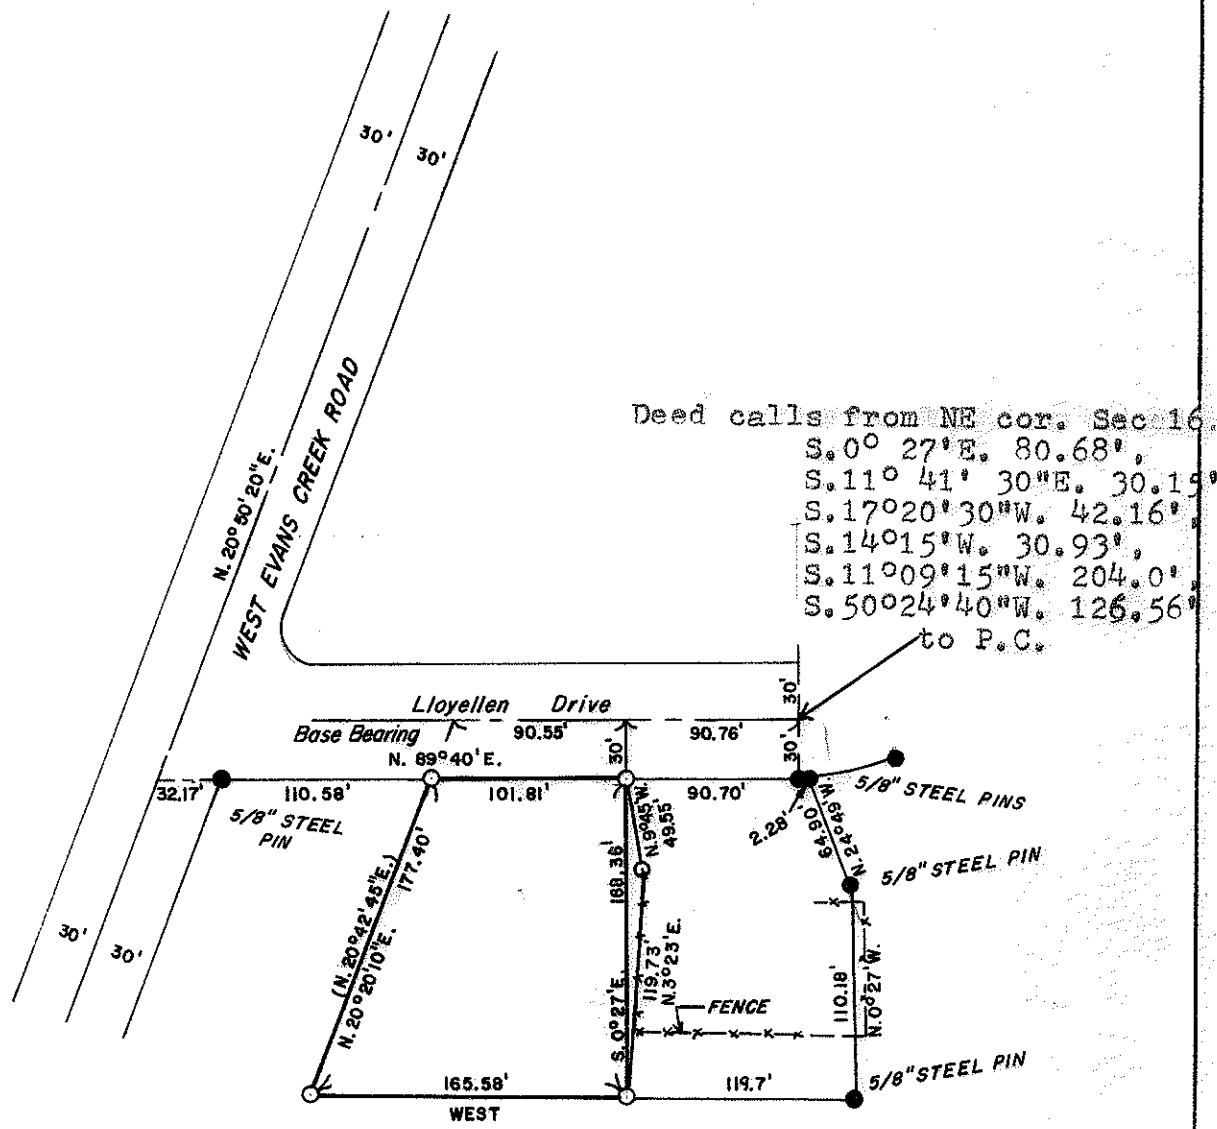 30'
30'
N. 20° 50' 20" E.
WEST EVANS CREEK ROAD
Deed calls from NE cor. Sec 16.
S.0° 27'E. 80.68',
S.11° 41' 30"E. 30.15'
S.17°20'30"W. 42.16',
S.14°15'W. 30.93',
S.11°09'15"W. 204.0',
S.50°24'40"W. 126.56'
to P.C.
Lloyellen Drive
30'
Base Bearing
90.55'
90.76'
N. 89°40' E.
30'
30'
32.17'
110.58'
101.81'
90.70'
5/8" STEEL PINS
5/8" STEEL
PIN
2.28'
64.90'
N. 24°49' W.
N.9°45'W.
49.55'
5/8" STEEL PIN
(N. 20°42'45"E.)
177.40'
N. 20°20'10"E.
168.36'
S. 0°27'E.
119.73'
N.3°23'E.
FENCE
110.18'
N.0°27'W.
30'
30'
165.58'
WEST
119.7'
5/8" STEEL PIN